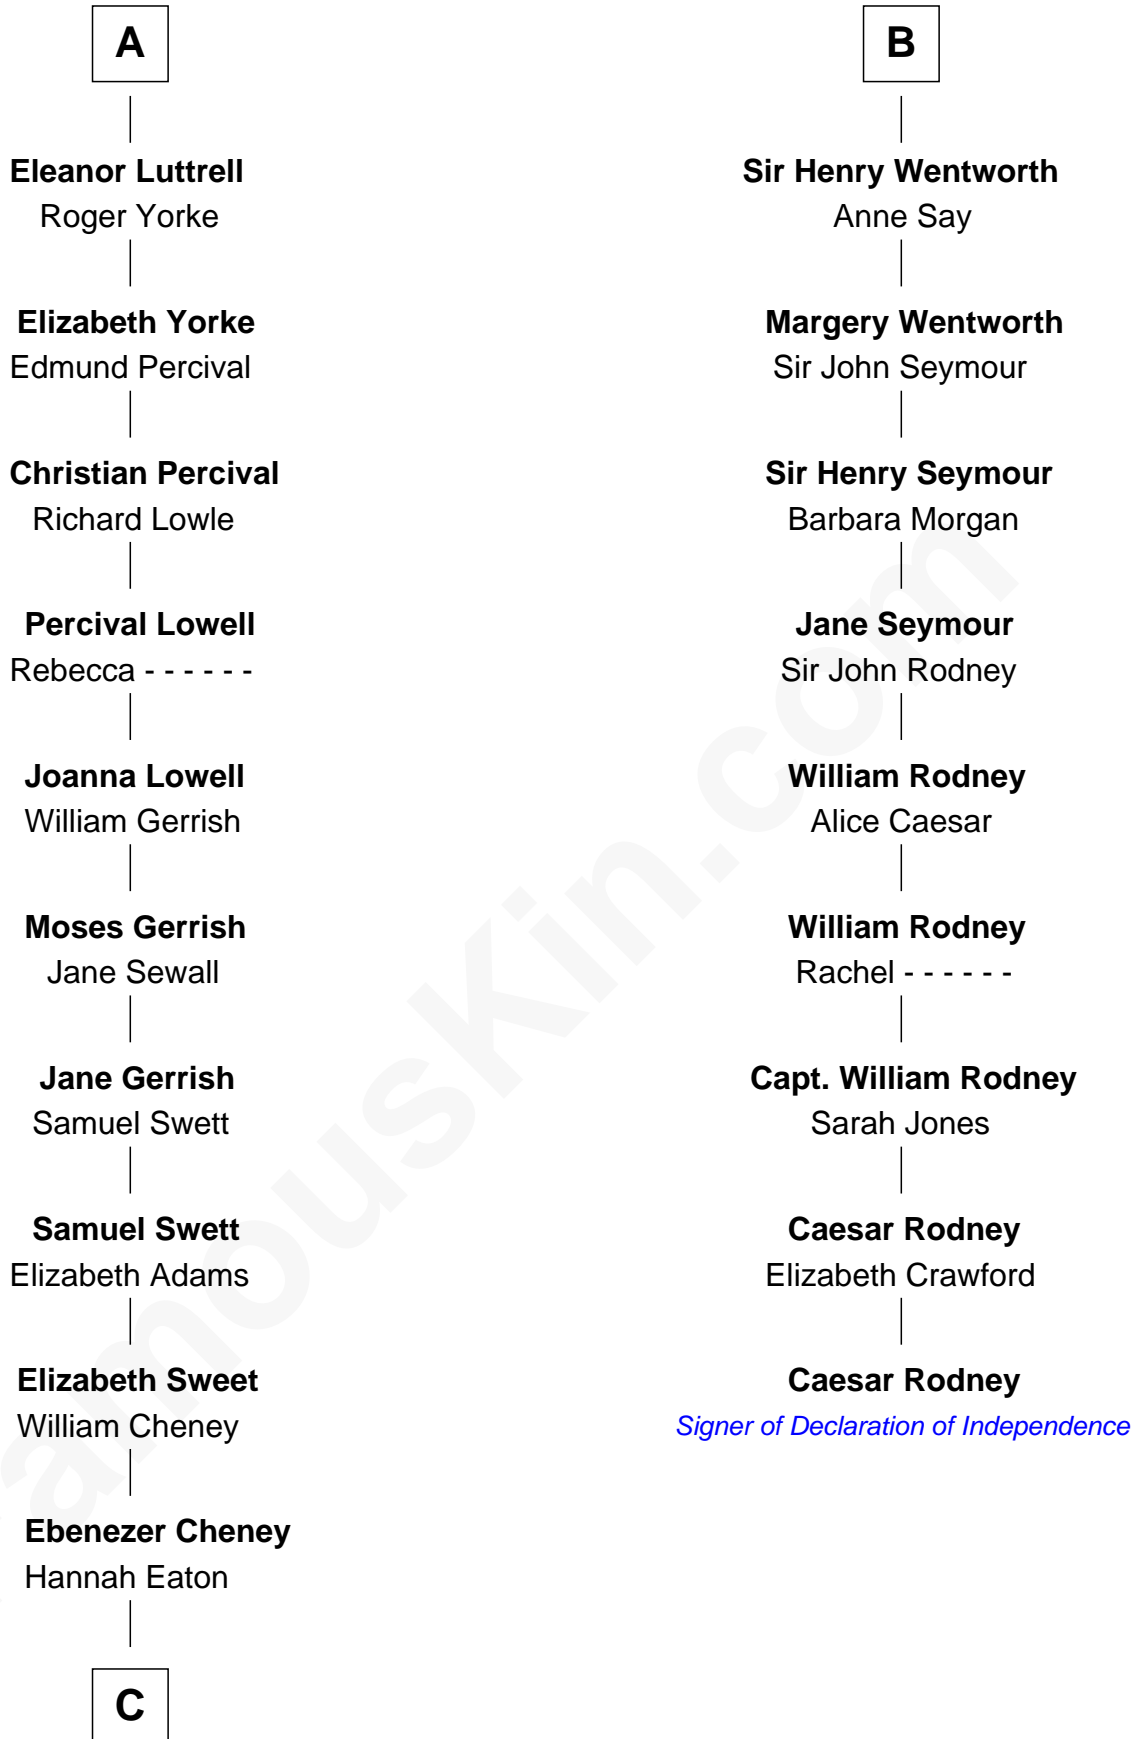 A
Eleanor Luttrell
Roger Yorke
Elizabeth Yorke
Edmund Percival
Christian Percival
Richard Lowle
Percival Lowell
Rebecca - - - - - -
Joanna Lowell
William Gerrish
Moses Gerrish
Jane Sewall
Jane Gerrish
Samuel Swett
Samuel Swett
Elizabeth Adams
Elizabeth Sweet
William Cheney
Ebenezer Cheney
Hannah Eaton
C
B
Sir Henry Wentworth
Anne Say
Margery Wentworth
Sir John Seymour
Sir Henry Seymour
Barbara Morgan
Jane Seymour
Sir John Rodney
William Rodney
Alice Caesar
William Rodney
Rachel - - - - - -
Capt. William Rodney
Sarah Jones
Caesar Rodney
Elizabeth Crawford
Caesar Rodney
Signer of Declaration of Independence
amouskin.com